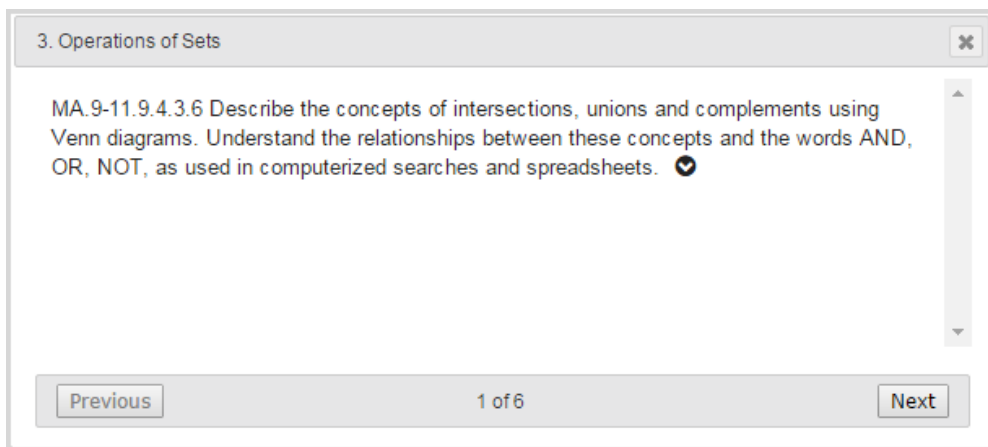 3. Operations of Sets
MA.9-11.9.4.3.6 Describe the concepts of intersections, unions and complements using
Venn diagrams. Understand the relationships between these concepts and the words AND,
OR, NOT, as used in computerized searches and spreadsheets.
Previous
1 of 6
Next